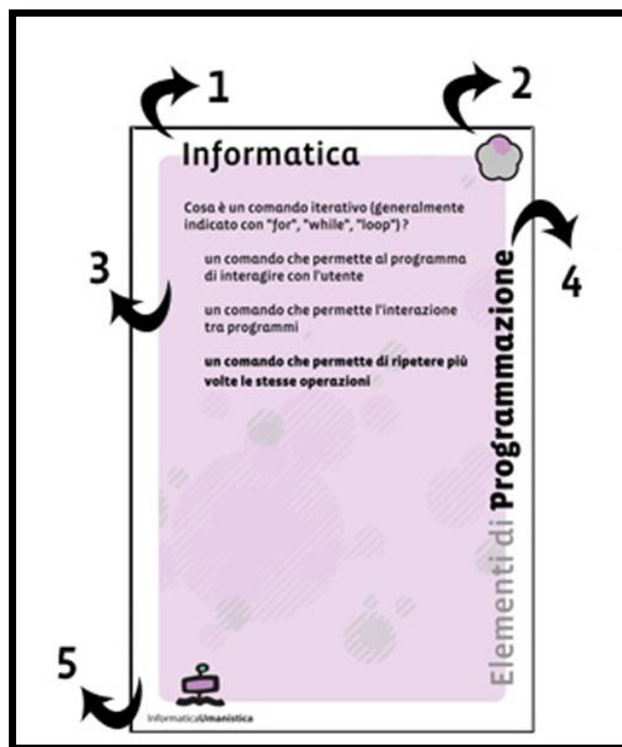 1
2
Informatica
Cosa è un comando iterativo (generalmente
indicato con "for", "while", "loop") ?
un comando che permette al programma
di interagire con l'utente
3
4
un comando che permette l'interazione
tra programmi
un comando che permette di ripetere più
volte le stesse operazioni
Elementi di Programmazione
5
InformaticaUmanistica